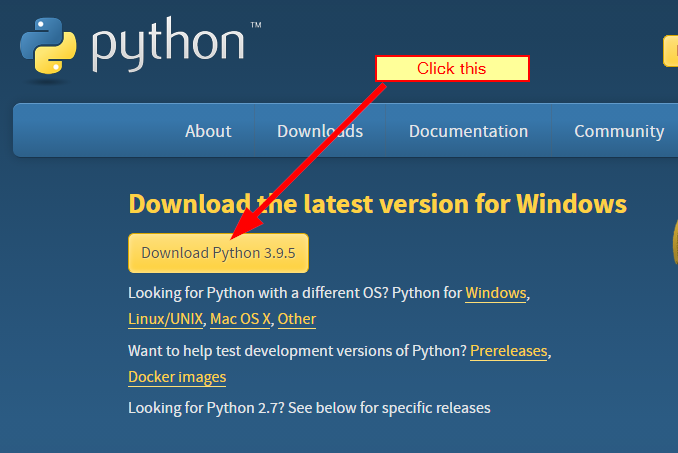 python™
Click this
About Downloads Documentation Community
Download the latest version for Windows
Download Python 3.9.5
Looking for Python with a different OS? Python for Windows,
Linux/UNIX, Mac OS X, Other
Want to help test development versions of Python? Prereleases,
Docker images
Looking for Python 2.7? See below for specific releases